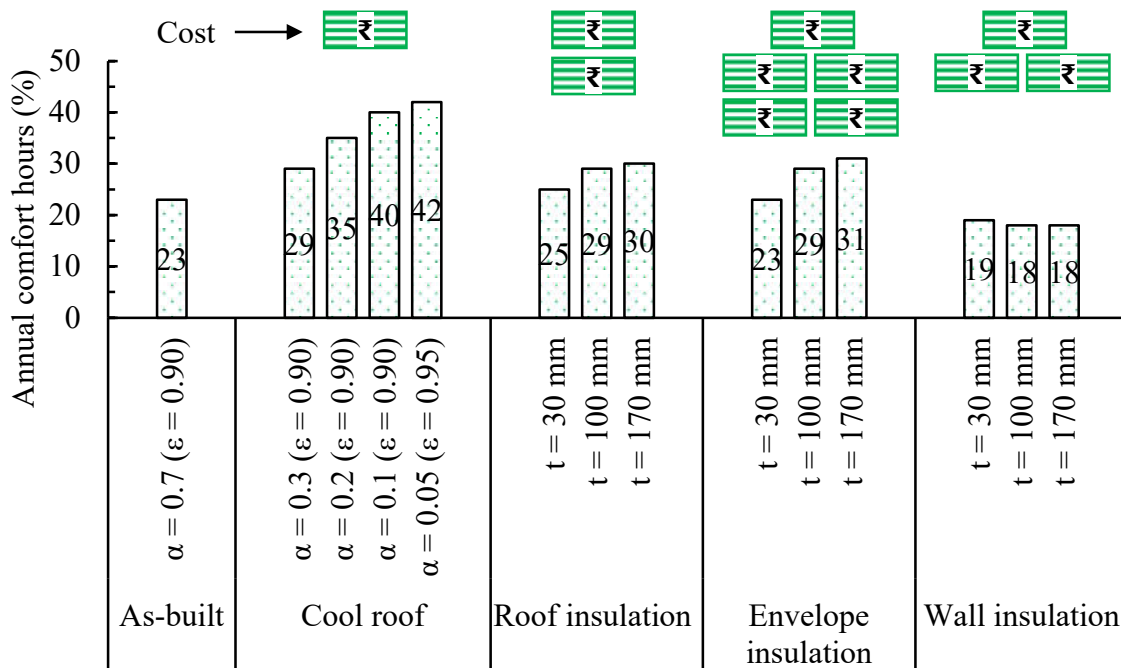 Cost
₹
₹
₹
₹
₹
₹
₹
₹
₹
₹
₹
Annual comfort hours (%)
50
40
30
20
10
0
23
29
35
40
42
25
29
30
23
29
31
19
18
18
α = 0.7 (ε = 0.90)
α = 0.3 (ε = 0.90)
α = 0.2 (ε = 0.90)
α = 0.1 (ε = 0.90)
α = 0.05 (ε = 0.95)
t = 30 mm
t = 100 mm
t = 170 mm
t = 30 mm
t = 100 mm
t = 170 mm
t = 30 mm
t = 100 mm
t = 170 mm
As-built
Cool roof
Roof insulation
Envelope
insulation
Wall insulation